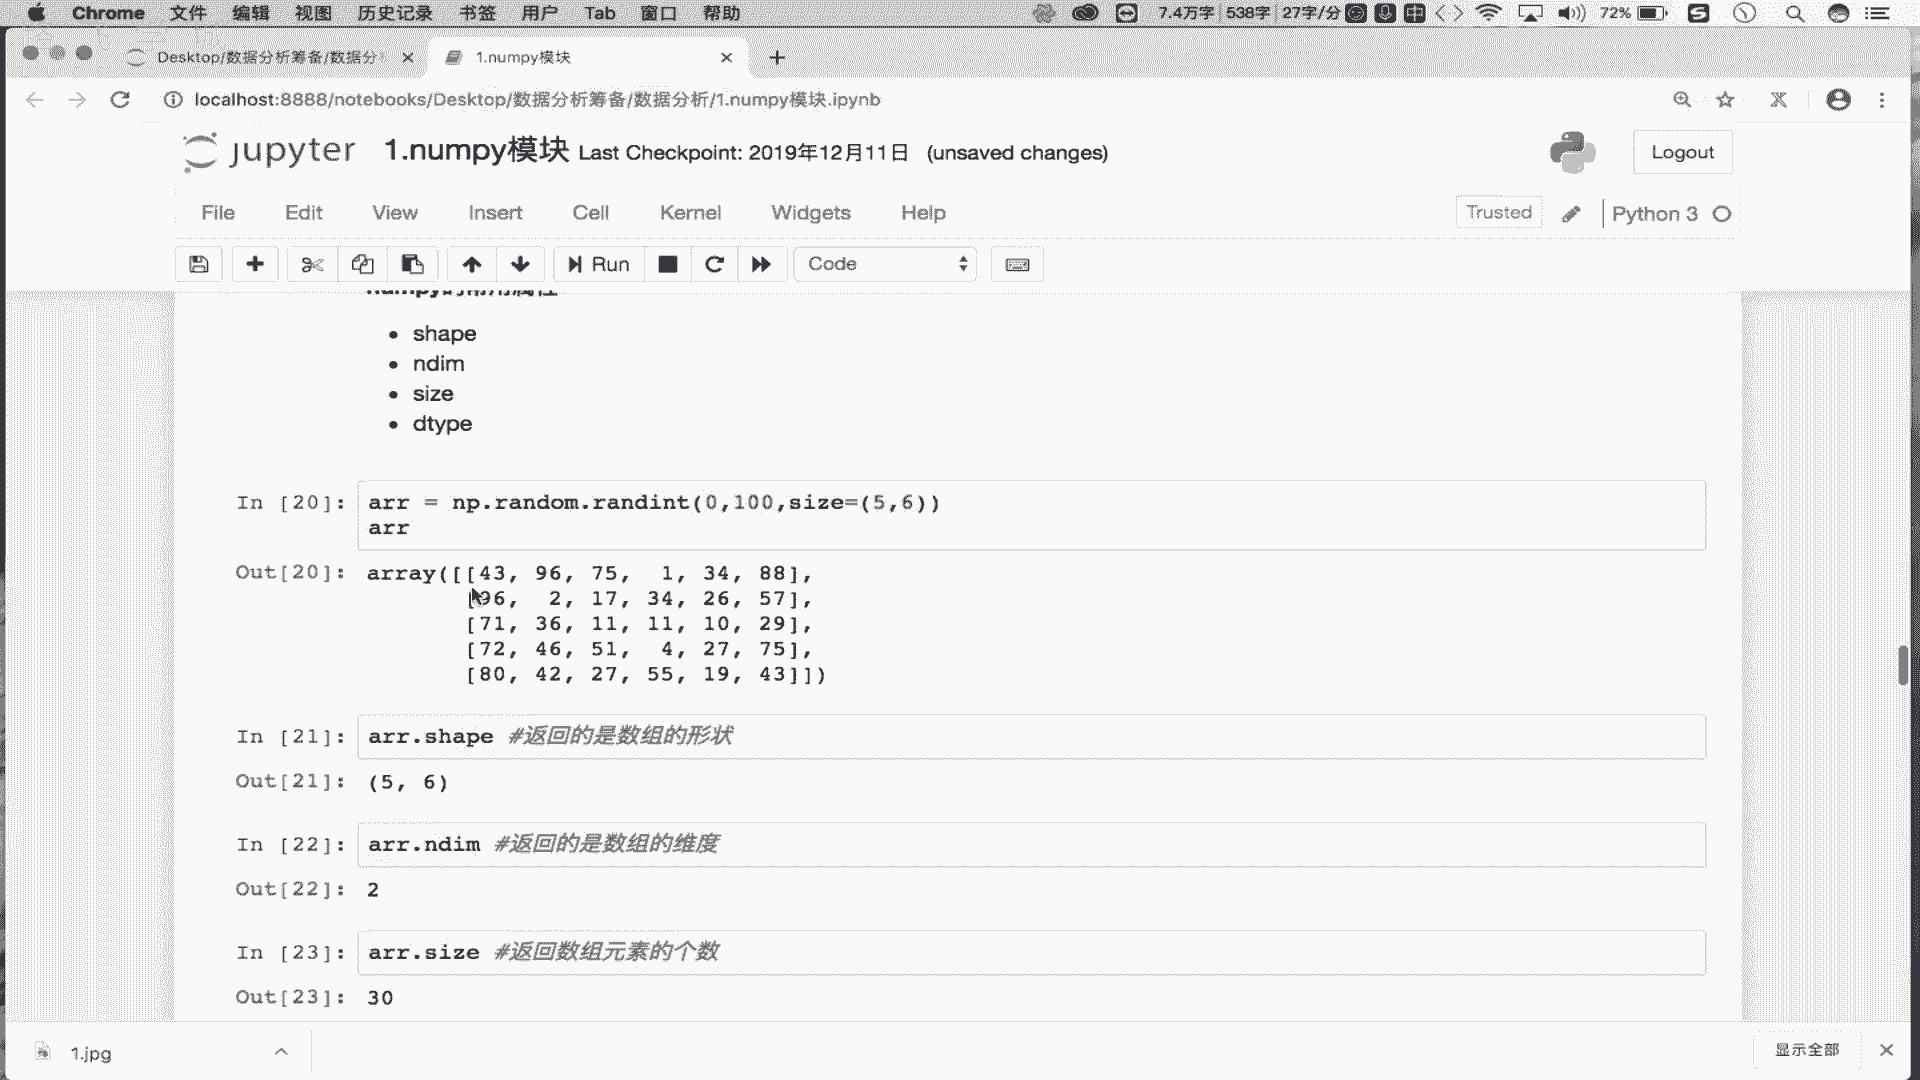 Chrome 文件 编辑 视图 历史记录 书签 用户 Tab 窗口 帮助 7.4万字 538字 27字/分 中 72%
Desktop/数据分析筹备/数据分 1.numpy模块
localhost:8888/notebooks/Desktop/数据分析筹备/数据分析/1.numpy模块.ipynb
jupyter 1.numpy模块 Last Checkpoint: 2019年12月11日 (unsaved changes) Logout
File Edit View Insert Cell Kernel Widgets Help Trusted Python 3
Run Code
numpy的常用属性
• shape
• ndim
• size
• dtype
In [20]: arr = np.random.randint(0,100,size=(5,6))
arr
Out[20]: array([[43, 96, 75,  1, 34, 88],
[96,  2, 17, 34, 26, 57],
[71, 36, 11, 11, 10, 29],
[72, 46, 51,  4, 27, 75],
[80, 42, 27, 55, 19, 43]])
In [21]: arr.shape #返回的是数组的形状
Out[21]: (5, 6)
In [22]: arr.ndim #返回的是数组的维度
Out[22]: 2
In [23]: arr.size #返回数组元素的个数
Out[23]: 30
1.jpg 显示全部